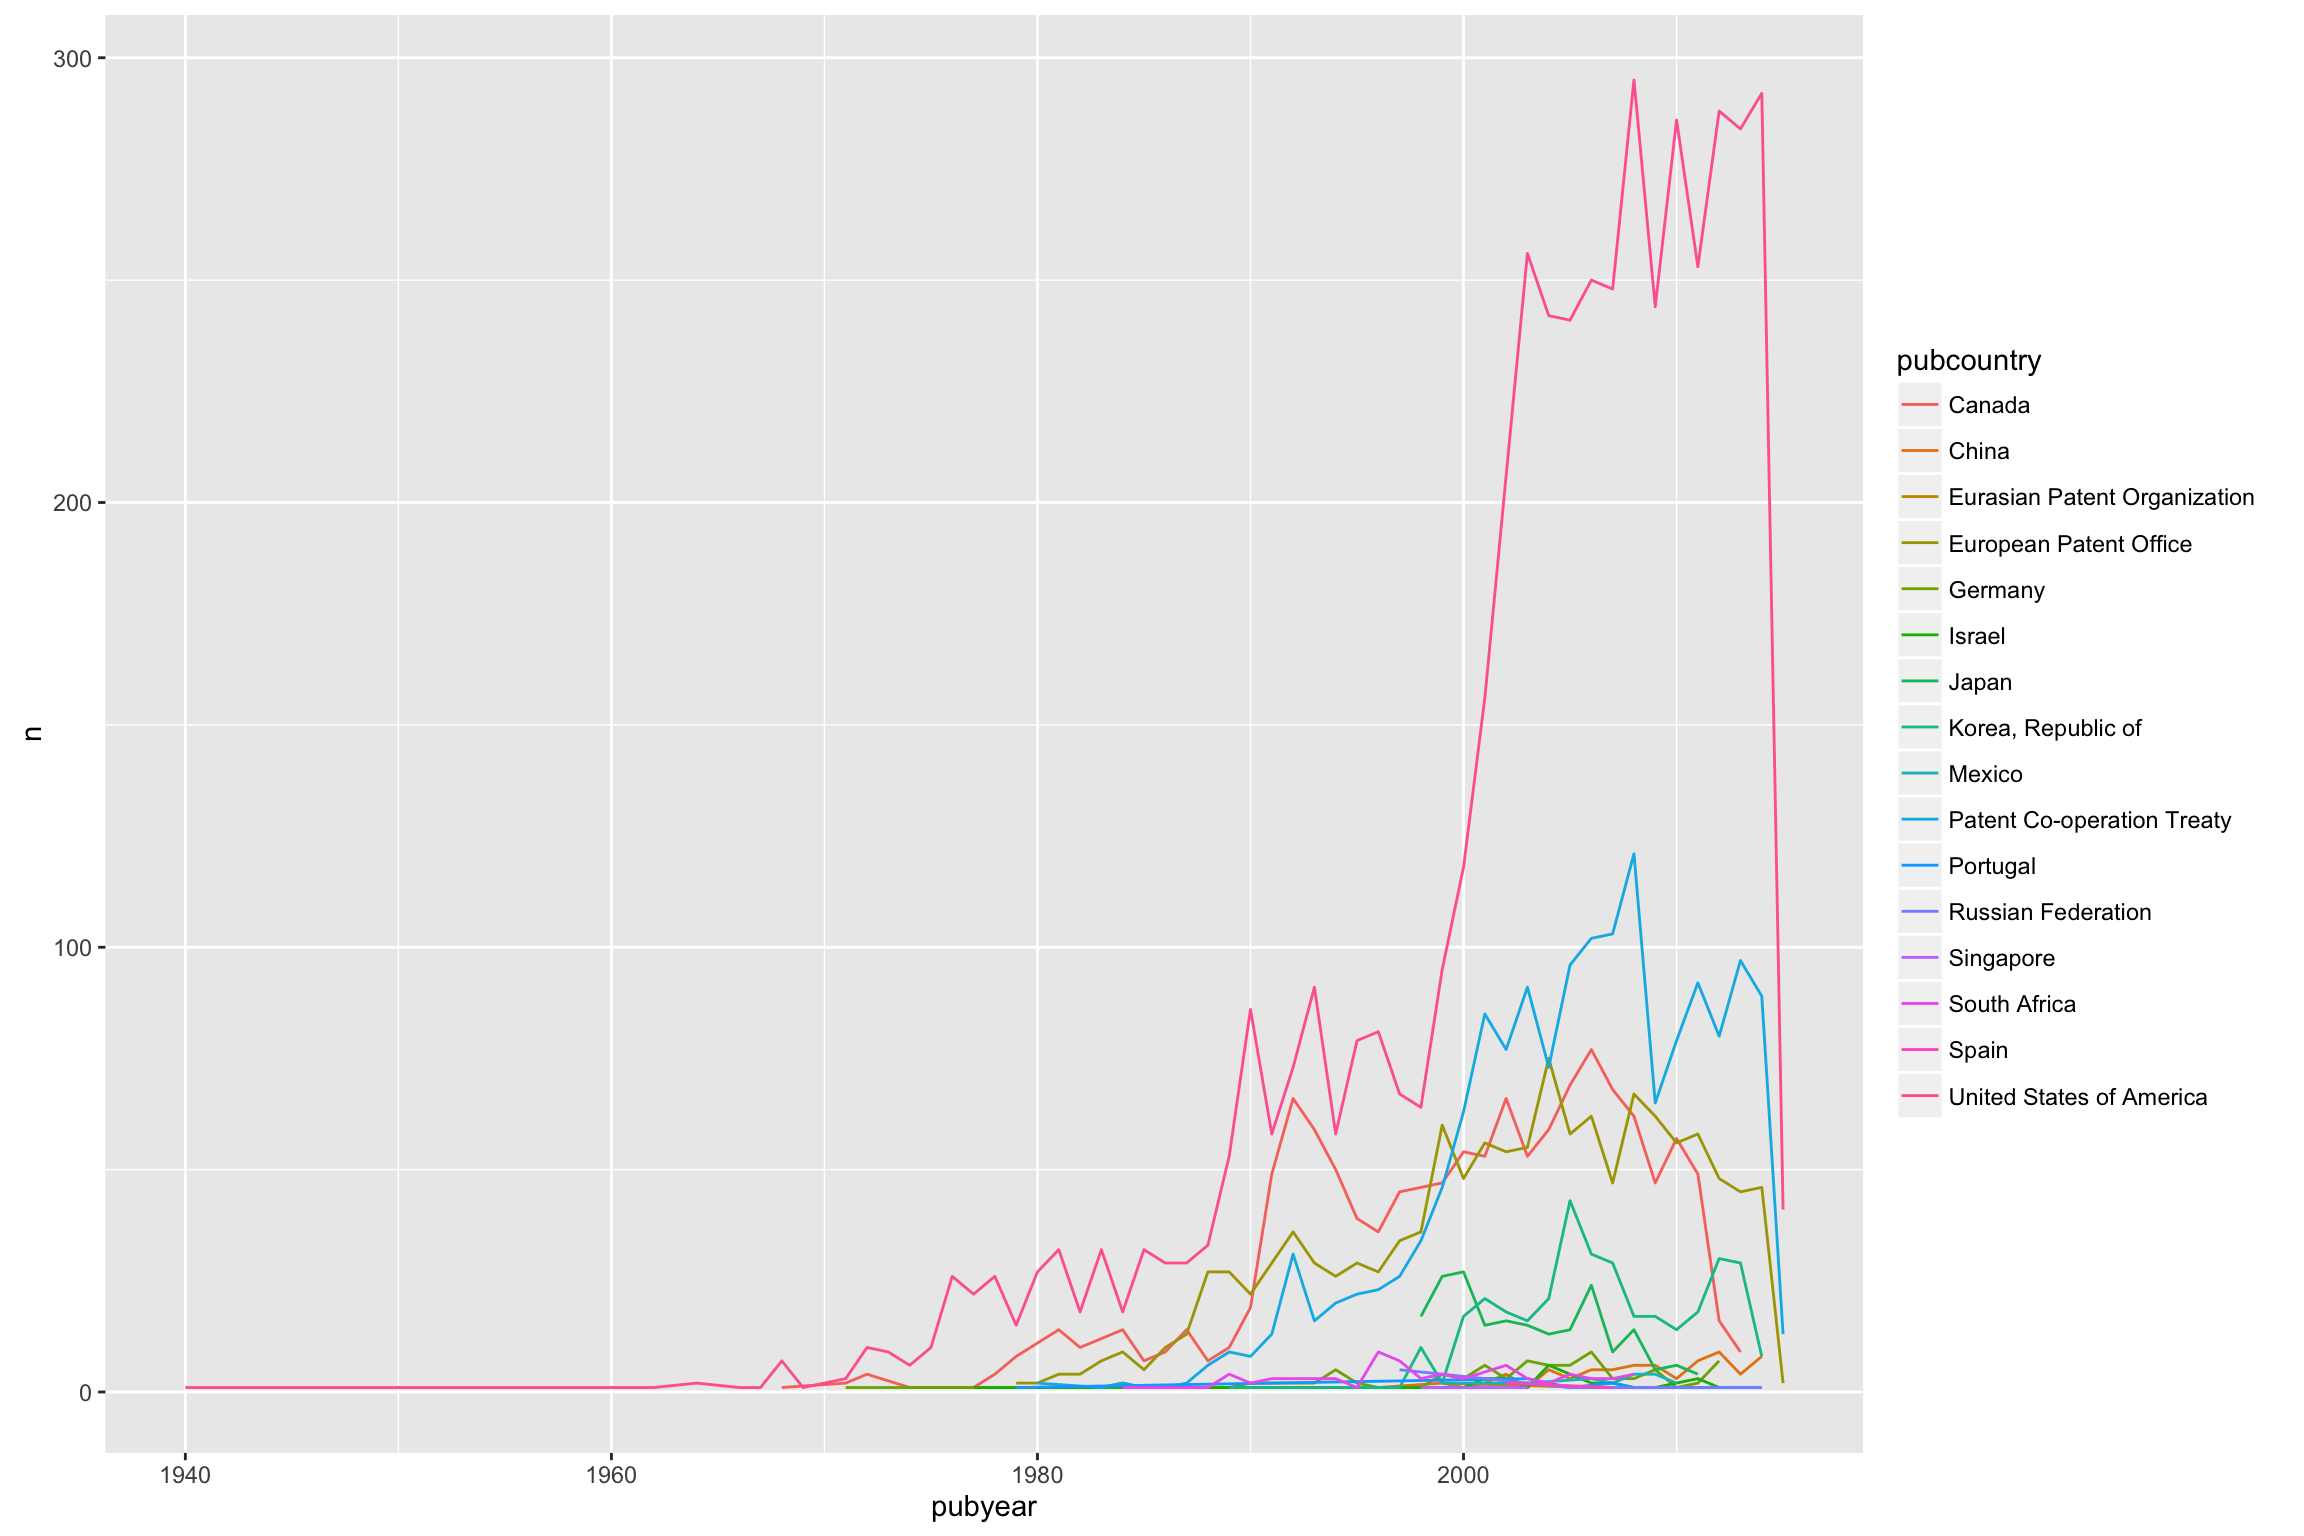 300
200
100
0
n
1940
1960
1980
2000
pubyear
pubcountry
Canada
China
Eurasian Patent Organization
European Patent Office
Germany
Israel
Japan
Korea, Republic of
Mexico
Patent Co-operation Treaty
Portugal
Russian Federation
Singapore
South Africa
Spain
United States of America